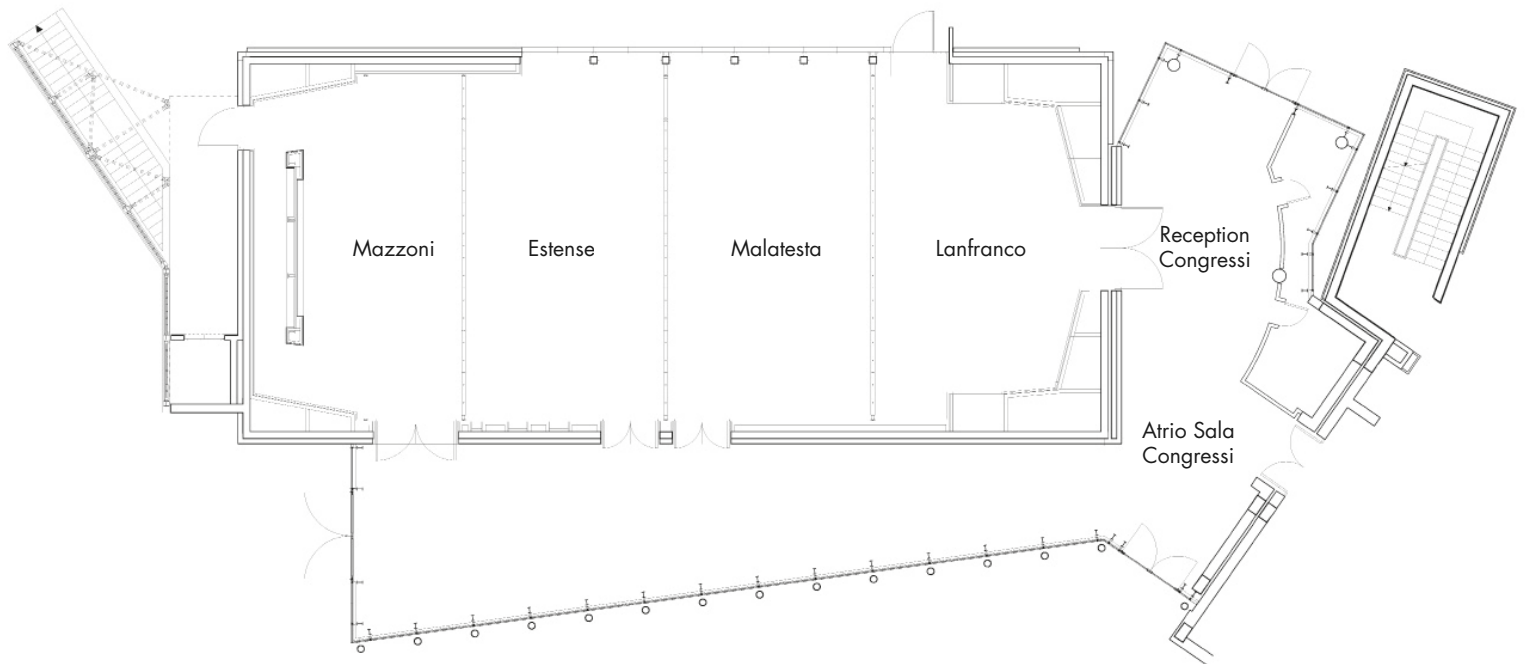 Mazzoni
Estense
Malatesta
Lanfranco
Reception
Congressi
Atrio Sala
Congressi